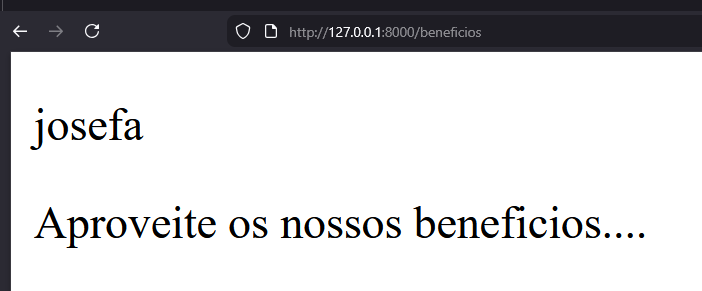 http://127.0.0.1:8000/beneficios
josefa
Aproveite os nossos beneficios....